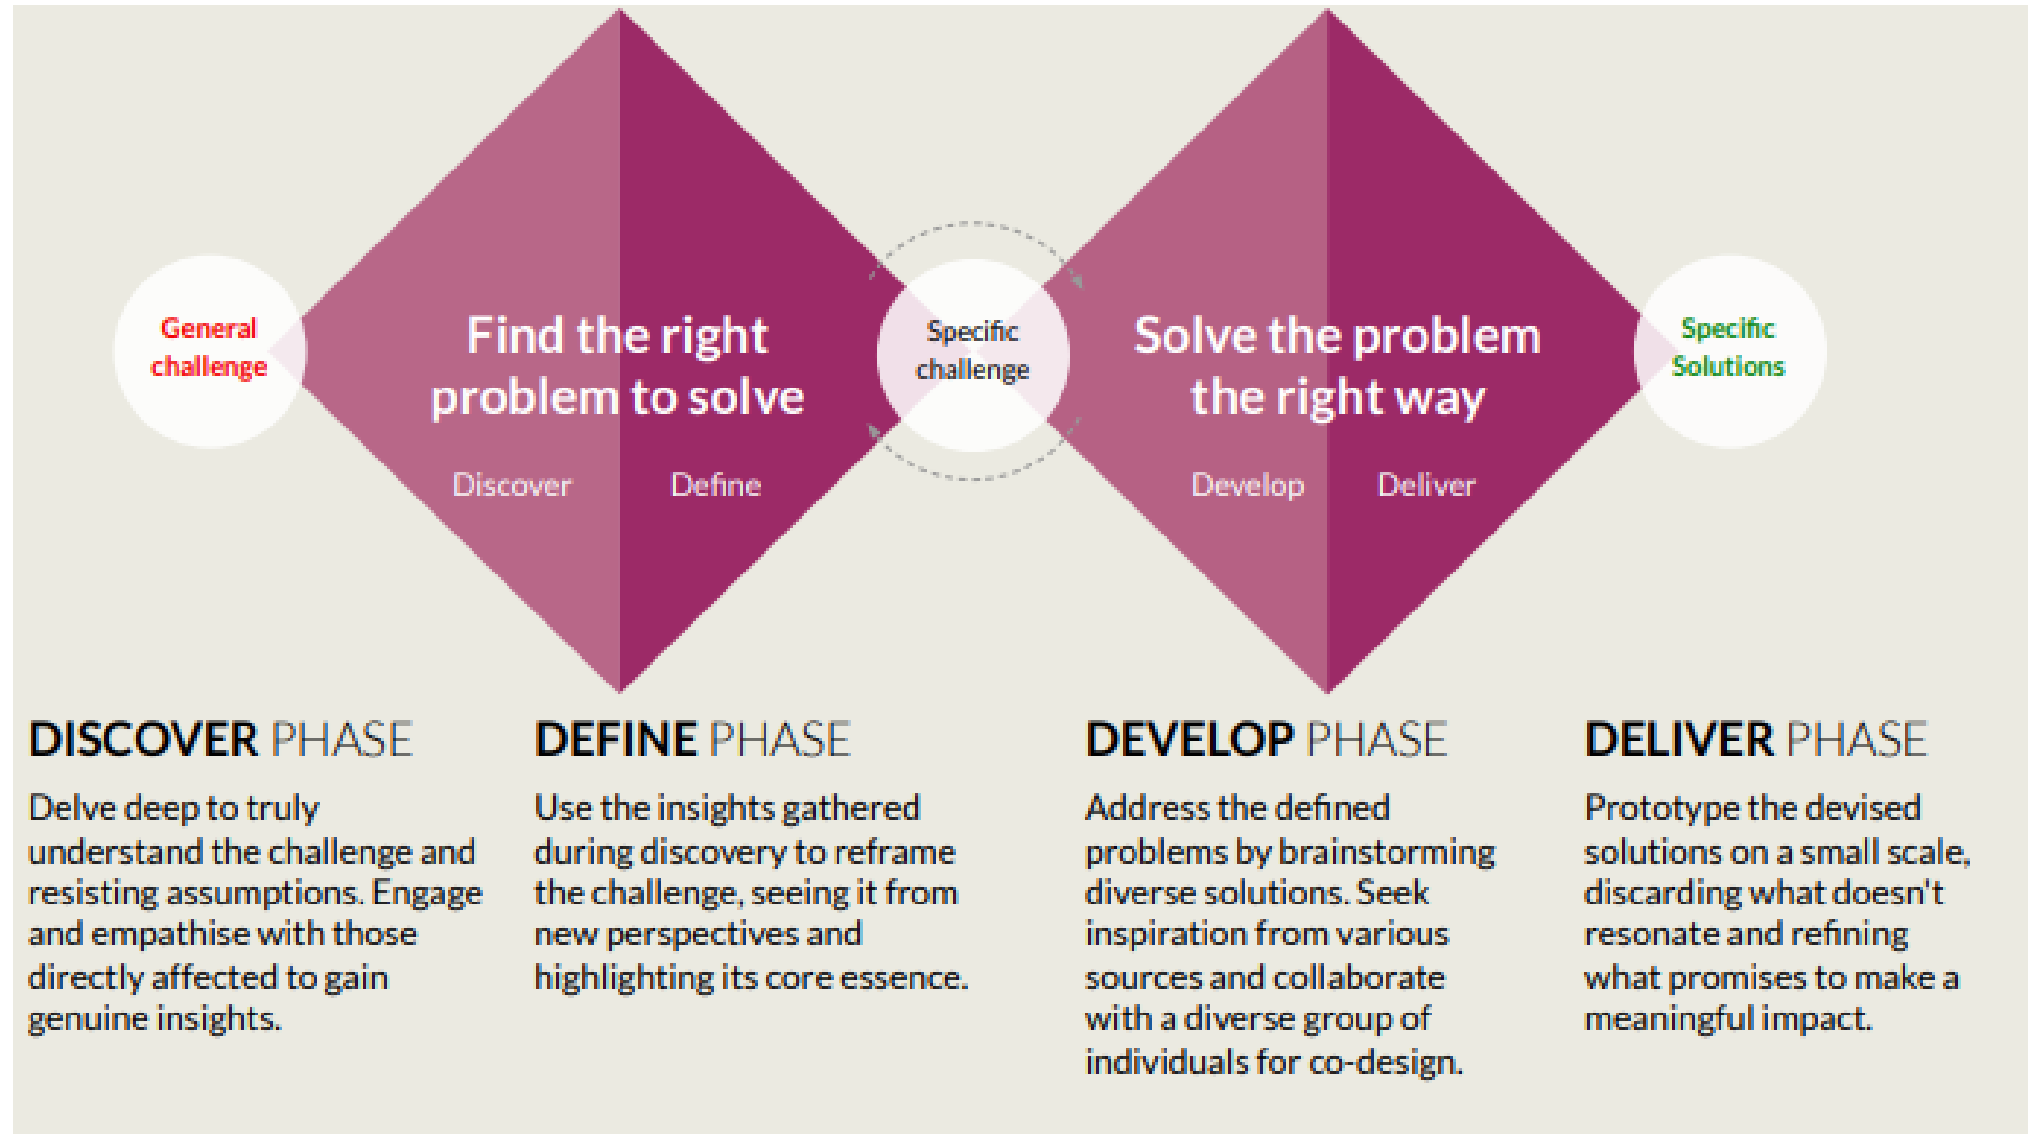 General
challenge
Find the right
problem to solve
Discover
Define
Specific
challenge
Solve the problem
the right way
Develop
Deliver
Specific
Solutions
DISCOVER PHASE
Delve deep to truly
understand the challenge and
resisting assumptions. Engage
and empathise with those
directly affected to gain
genuine insights.
DEFINE PHASE
Use the insights gathered
during discovery to reframe
the challenge, seeing it from
new perspectives and
highlighting its core essence.
DEVELOP PHASE
Address the defined
problems by brainstorming
diverse solutions. Seek
inspiration from various
sources and collaborate
with a diverse group of
individuals for co-design.
DELIVER PHASE
Prototype the devised
solutions on a small scale,
discarding what doesn't
resonate and refining
what promises to make a
meaningful impact.